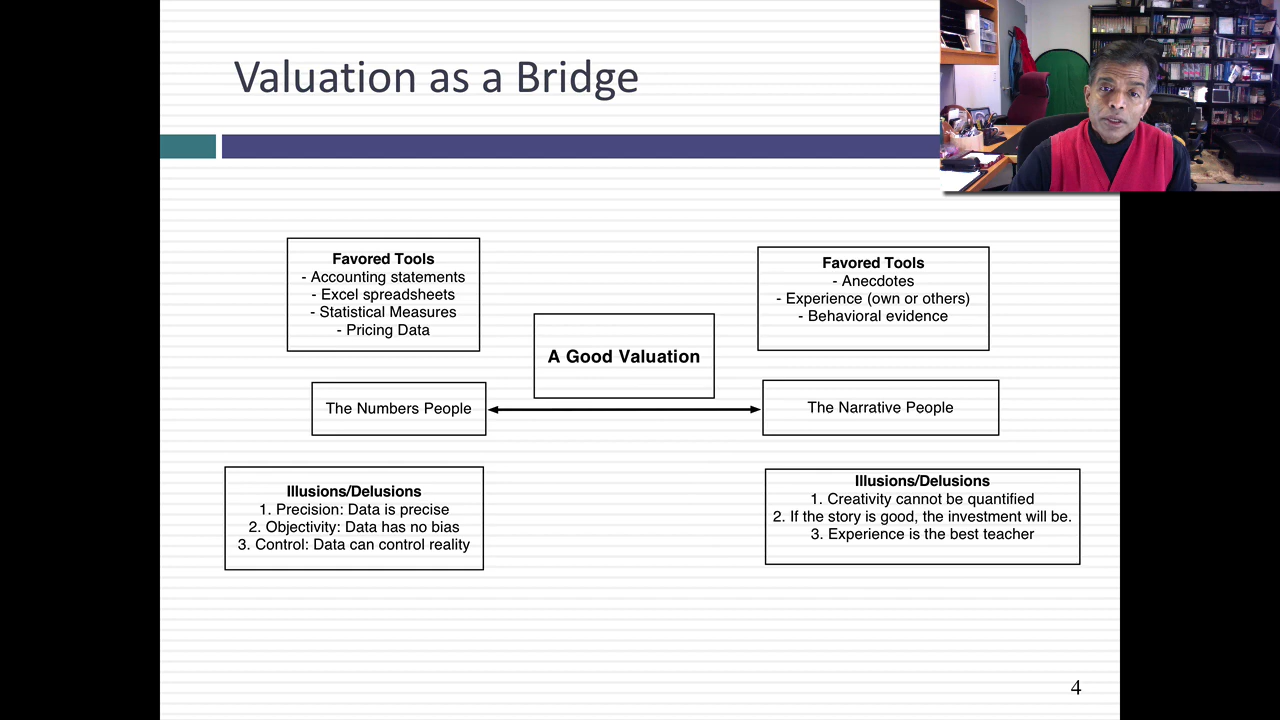 Valuation as a Bridge
Favored Tools
- Accounting statements
- Excel spreadsheets
- Statistical Measures
- Pricing Data
Favored Tools
- Anecdotes
- Experience (own or others)
- Behavioral evidence
A Good Valuation
The Numbers People
The Narrative People
Illusions/Delusions
1. Precision: Data is precise
2. Objectivity: Data has no bias
3. Control: Data can control reality
Illusions/Delusions
1. Creativity cannot be quantified
2. If the story is good, the investment will be.
3. Experience is the best teacher
4